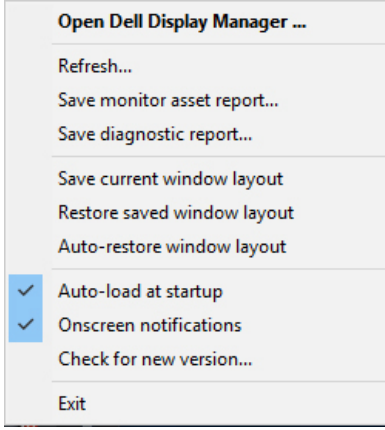 Open Dell Display Manager ...
Refresh...
Save monitor asset report...
Save diagnostic report...
Save current window layout
Restore saved window layout
Auto-restore window layout
Auto-load at startup
Onscreen notifications
Check for new version...
Exit